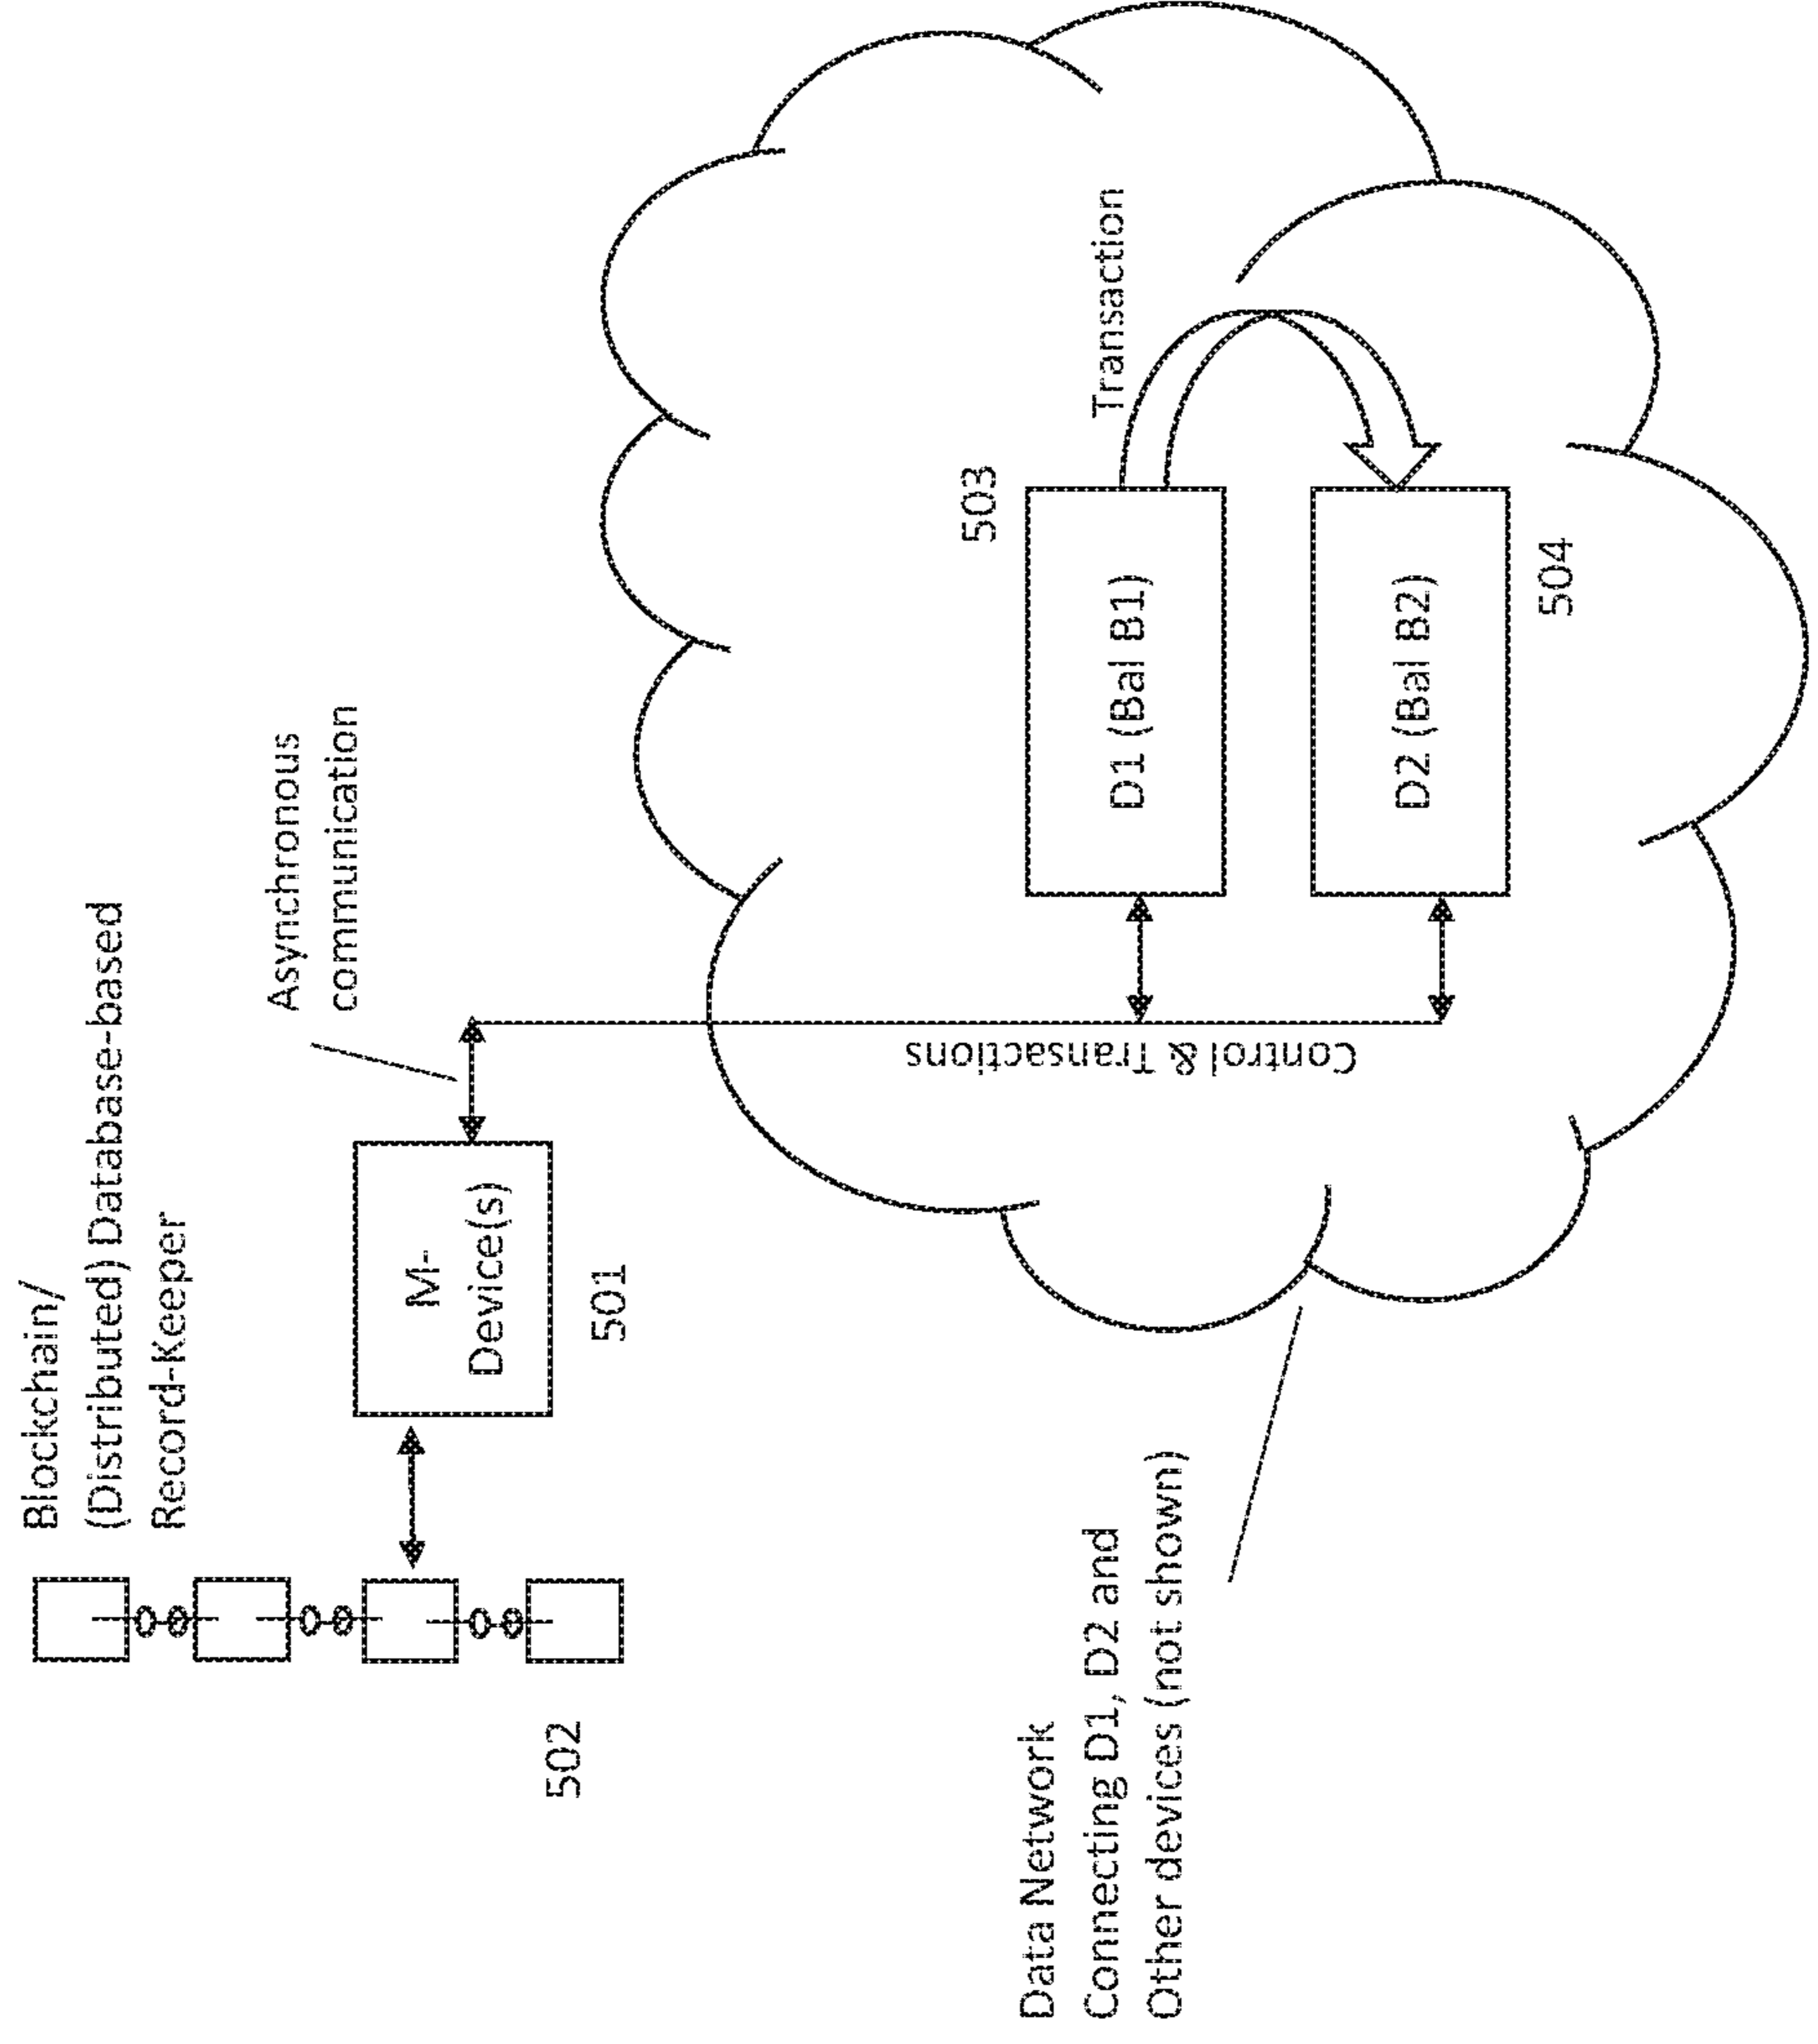 Blockchain/
(Distributed) Database-based
Record-Keeper
502
M-
Device(s)
501
Asynchronous
communication
Control & Transactions
503
D1 (Bal B1)
D2 (Bal B2)
504
Transaction
Data Network
Connecting D1, D2 and
Other devices (not shown)